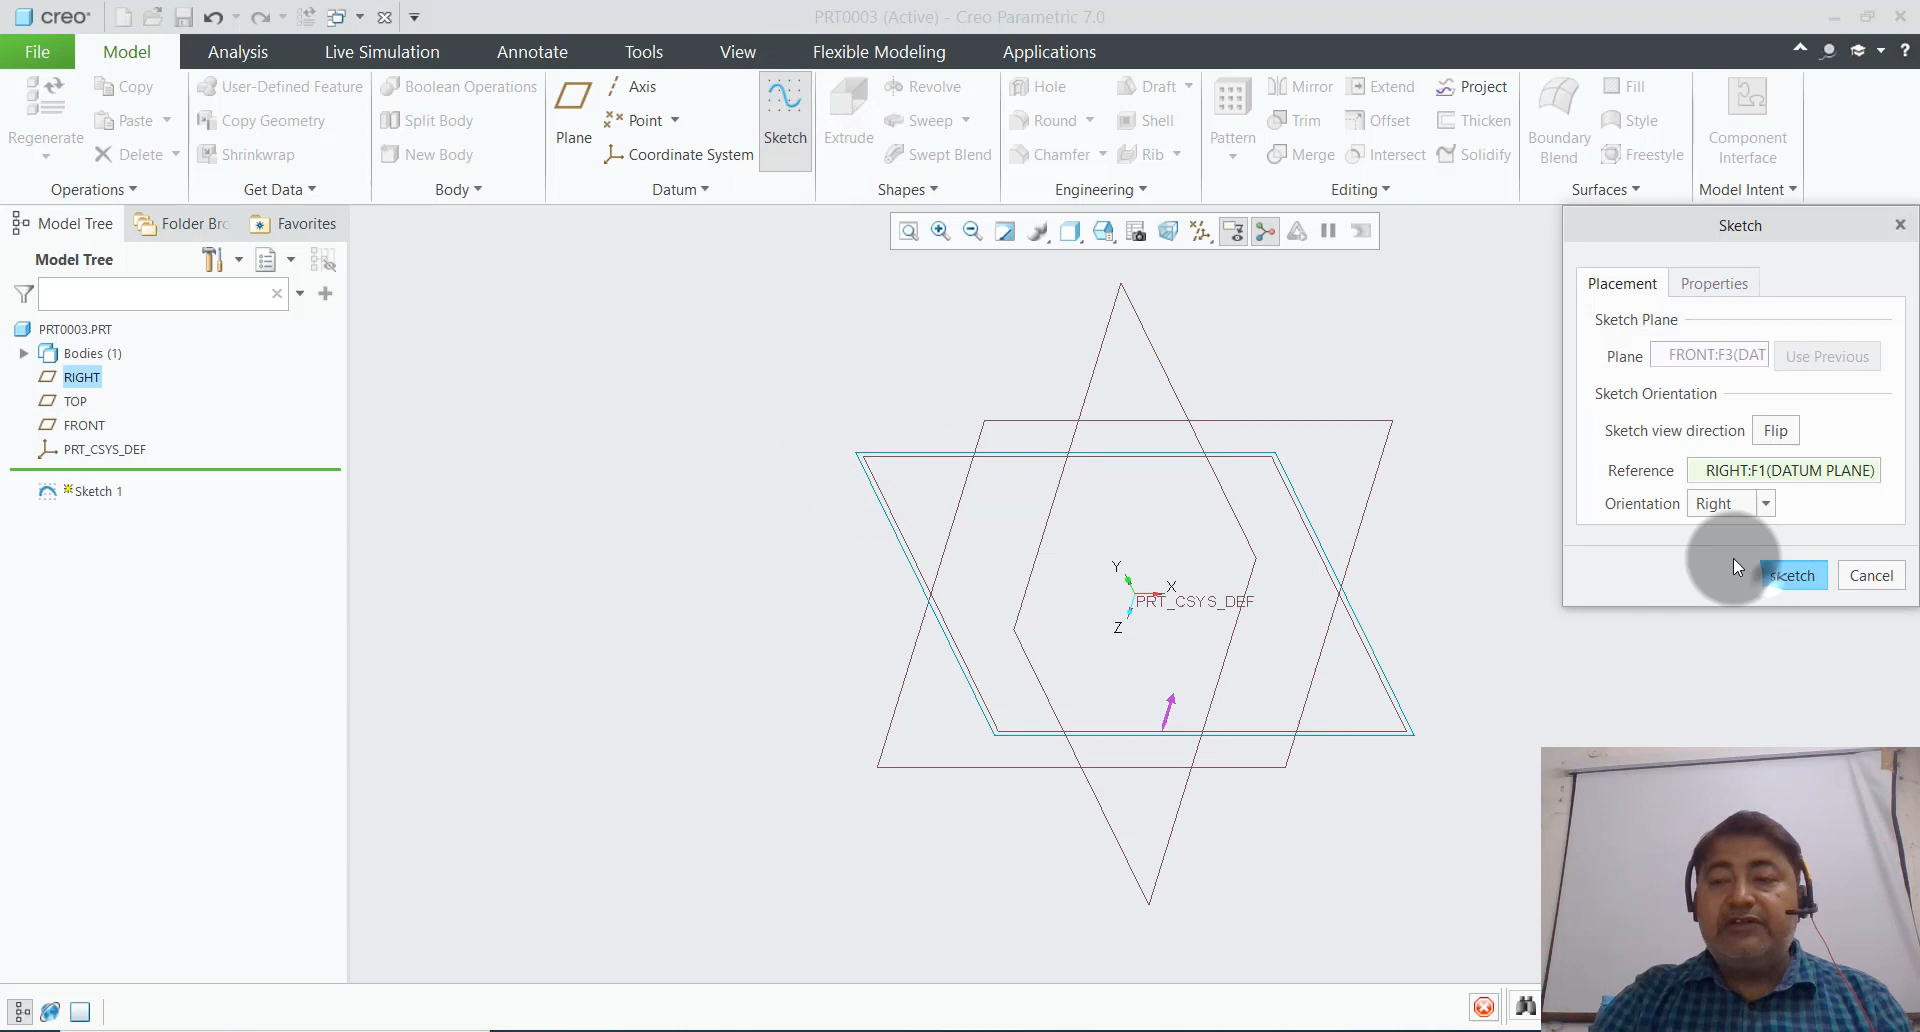 creo
PRT0003 (Active) - Creo Parametric 7.0
File
Model
Analysis
Live Simulation
Annotate
Tools
View
Flexible Modeling
Applications
Regenerate
Copy
Paste
Delete
User-Defined Feature
Copy Geometry
Shrinkwrap
Boolean Operations
Split Body
New Body
Plane
Axis
Point
Coordinate System
Sketch
Extrude
Revolve
Sweep
Swept Blend
Hole
Round
Chamfer
Draft
Shell
Rib
Pattern
Mirror
Trim
Merge
Extend
Offset
Intersect
Project
Thicken
Solidify
Boundary
Blend
Fill
Style
Freestyle
Component
Interface
Operations
Get Data
Body
Datum
Shapes
Engineering
Editing
Surfaces
Model Intent
Model Tree
Folder Bro
Favorites
Model Tree
PRT0003.PRT
Bodies (1)
RIGHT
TOP
FRONT
PRT_CSYS_DEF
Sketch 1
Y
X
PRT_CSYS_DEF
Z
Sketch
Placement
Properties
Sketch Plane
Plane
FRONT:F3(DAT
Use Previous
Sketch Orientation
Sketch view direction
Flip
Reference
RIGHT:F1(DATUM PLANE)
Orientation
Right
Sketch
Cancel